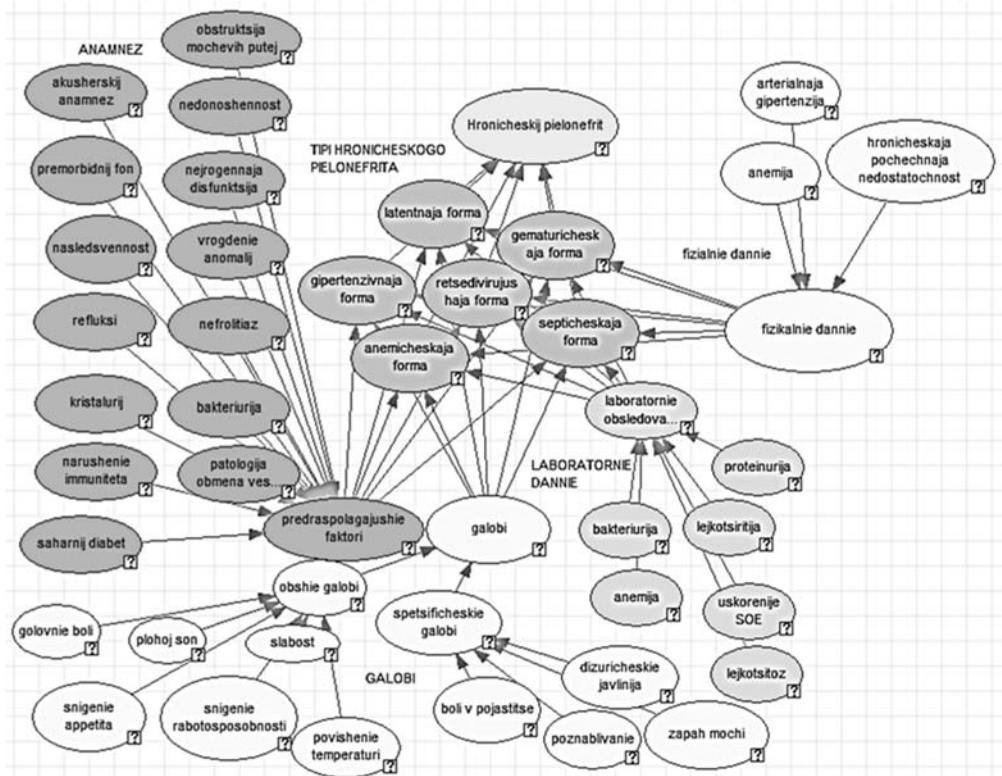 obstruktsija
mochevih putej
?
ANAMNEZ
akusherskij
anamnez
?
nedonoshennost
?
arterialnaja
gipertenzija
?
Hronicheskij pielonefrit
?
hronicheskaja
pochechnaja
nedostatochnost
?
TIPI HRONICHESKOGO
PIELONEFRITA
premorbidnij fon
?
nejrogennaja
disfunktsija
?
anemija
?
latentnaja forma
?
gematurichesk
aja forma
?
nasledsvennost
?
vrogdenie
anomalij
?
fizialnie dannie
gipertenzivnaja
forma
?
retsedivirujus
haja forma
?
septicheskaja
forma
?
fizikalnie dannie
?
refluksi
?
nefrolitiaz
?
anemicheskaja
forma
?
laboratornie
obsledova...
?
kristalurij
?
bakteriurija
?
LABORATORNIE
DANNIE
proteinurija
?
narushenie
immuniteta
?
patologija
obmena ves...
?
predraspolagajushie
faktori
?
galobi
?
bakteriurija
?
lejkotsiritija
?
saharnij diabet
?
obshie galobi
?
anemija
?
uskorenije
SOE
?
spetsificheskie
galobi
?
golovnie boli
?
plohoj son
?
slabost
?
GALOBI
dizuricheskie
javlinija
?
lejkotsitoz
?
snigenie
appetita
?
snigenie
rabotosposobnosti
?
povishenie
temperaturi
?
boli v pojastitse
?
poznablivanie
?
zapah mochi
?